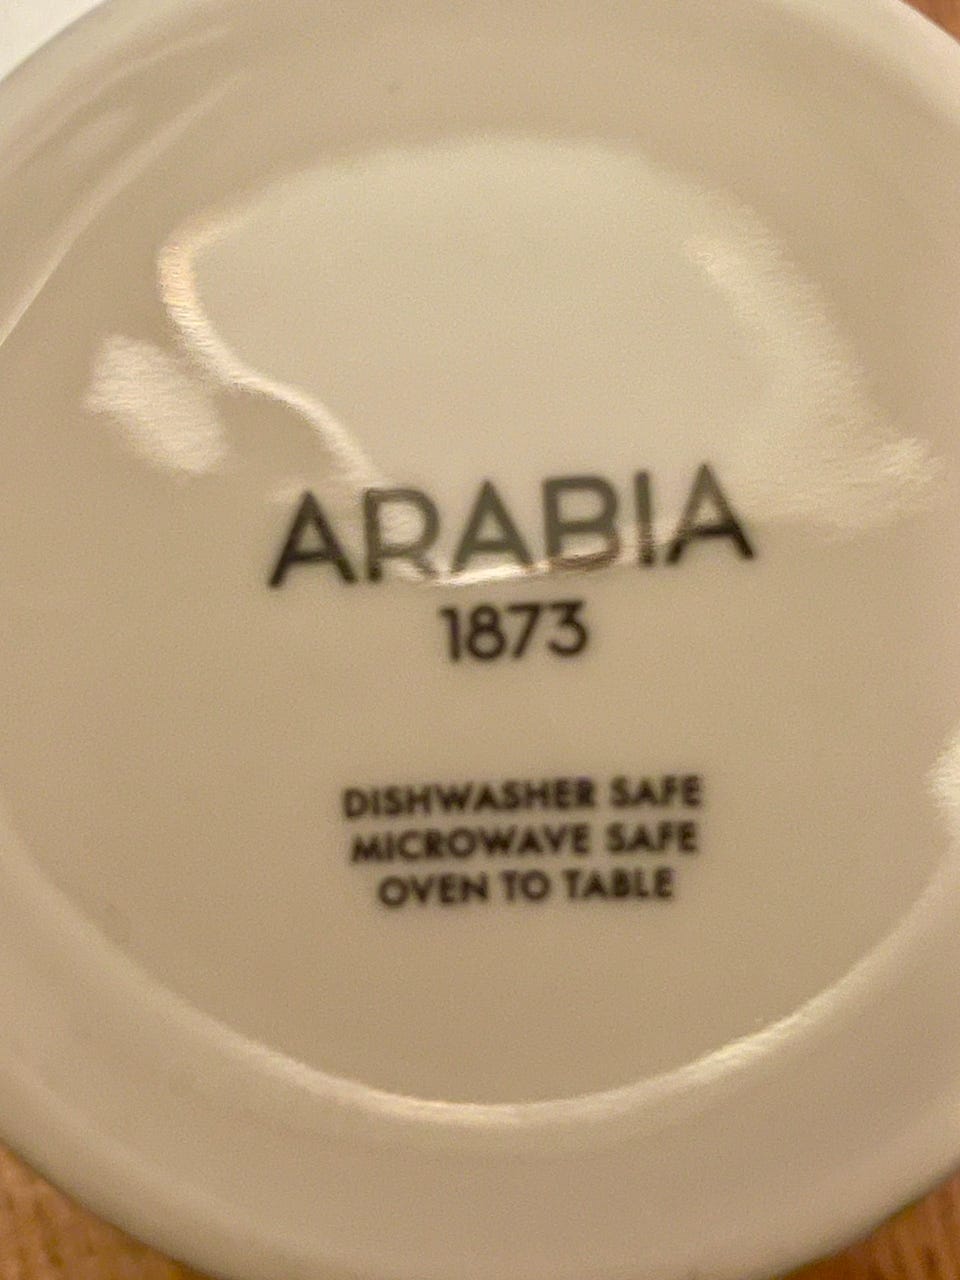 ARABIA
1873
DISHWASHER SAFE
MICROWAVE SAFE
OVEN TO TABLE